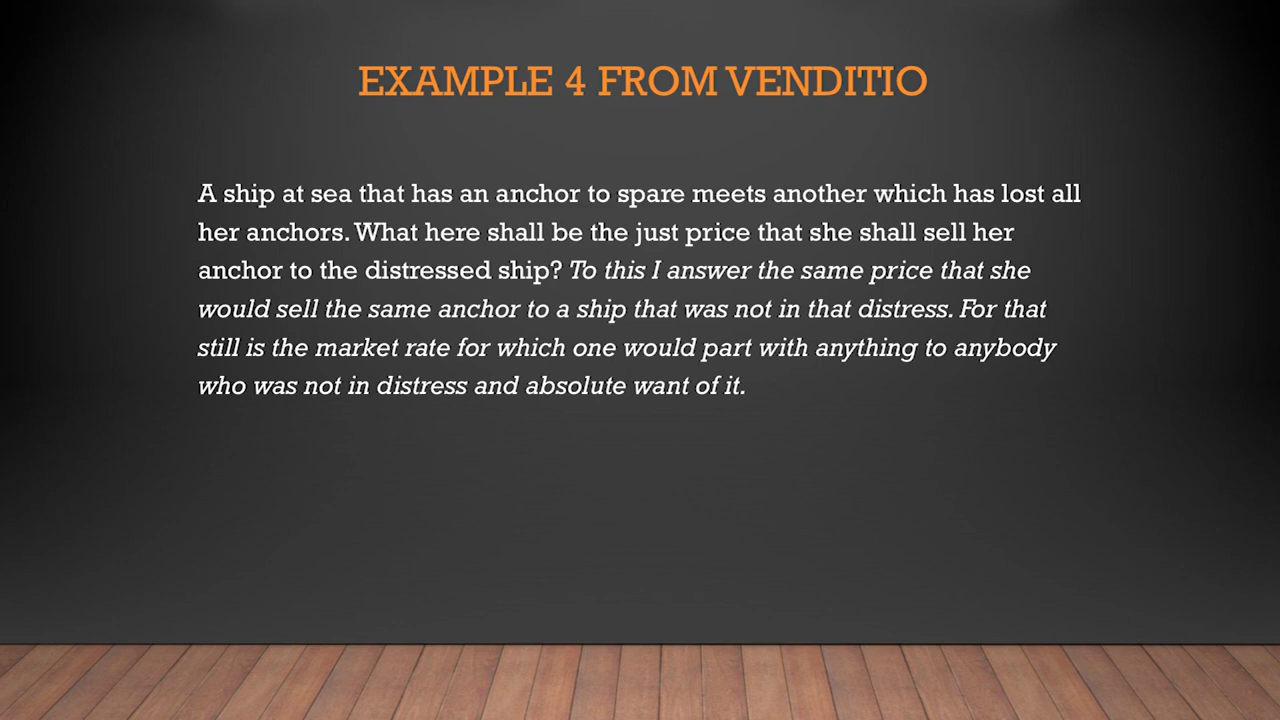 EXAMPLE 4 FROM VENDITIO
A ship at sea that has an anchor to spare meets another which has lost all
her anchors. What here shall be the just price that she shall sell her
anchor to the distressed ship? To this I answer the same price that she
would sell the same anchor to a ship that was not in that distress. For that
still is the market rate for which one would part with anything to anybody
who was not in distress and absolute want of it.